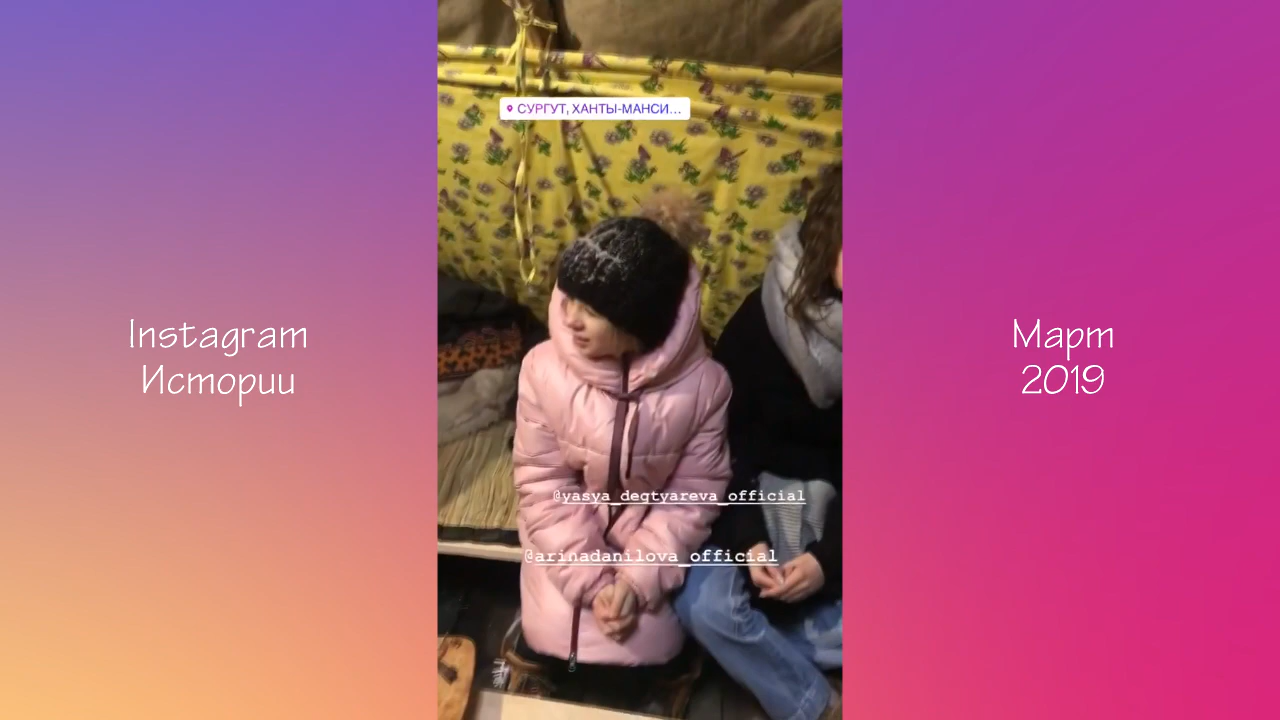 СУРГУТ, ХАНТЫ-МАНСИ...
Instagram
Истории
Март
2019
@yasya_degtyareva_official
@arinadanilova_official